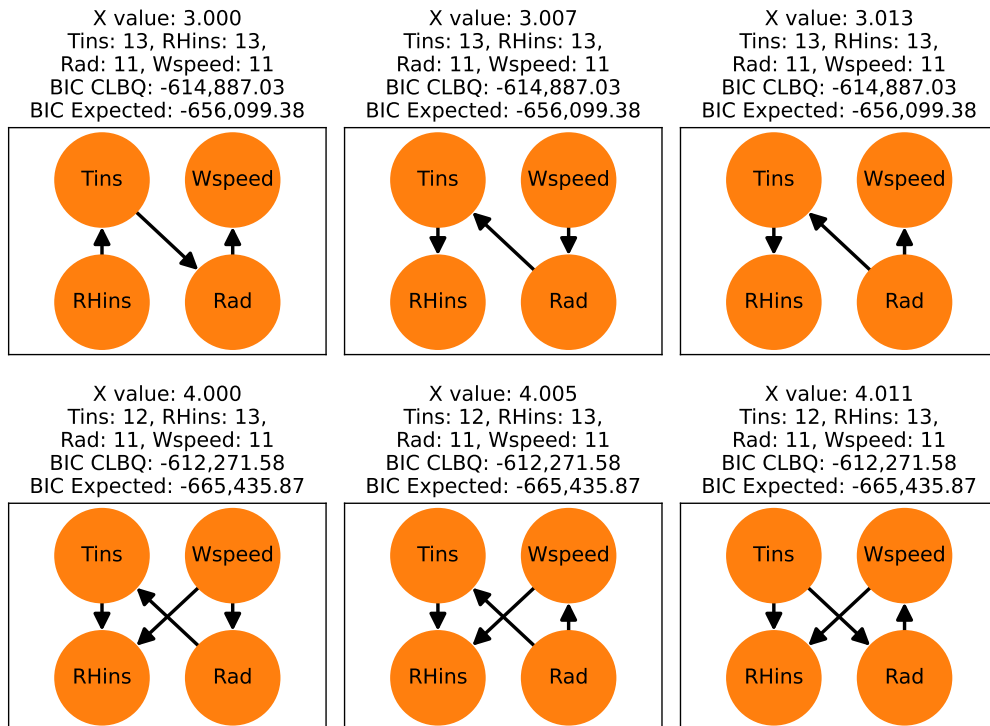 X value: 3.000
Tins: 13, RHins: 13,
Rad: 11, Wspeed: 11
BIC CLBQ: -614,887.03
BIC Expected: -656,099.38
Tins
Wspeed
RHins
Rad
X value: 3.007
Tins: 13, RHins: 13,
Rad: 11, Wspeed: 11
BIC CLBQ: -614,887.03
BIC Expected: -656,099.38
Tins
Wspeed
RHins
Rad
X value: 3.013
Tins: 13, RHins: 13,
Rad: 11, Wspeed: 11
BIC CLBQ: -614,887.03
BIC Expected: -656,099.38
Tins
Wspeed
RHins
Rad
X value: 4.000
Tins: 12, RHins: 13,
Rad: 11, Wspeed: 11
BIC CLBQ: -612,271.58
BIC Expected: -665,435.87
Tins
Wspeed
RHins
Rad
X value: 4.005
Tins: 12, RHins: 13,
Rad: 11, Wspeed: 11
BIC CLBQ: -612,271.58
BIC Expected: -665,435.87
Tins
Wspeed
RHins
Rad
X value: 4.011
Tins: 12, RHins: 13,
Rad: 11, Wspeed: 11
BIC CLBQ: -612,271.58
BIC Expected: -665,435.87
Tins
Wspeed
RHins
Rad